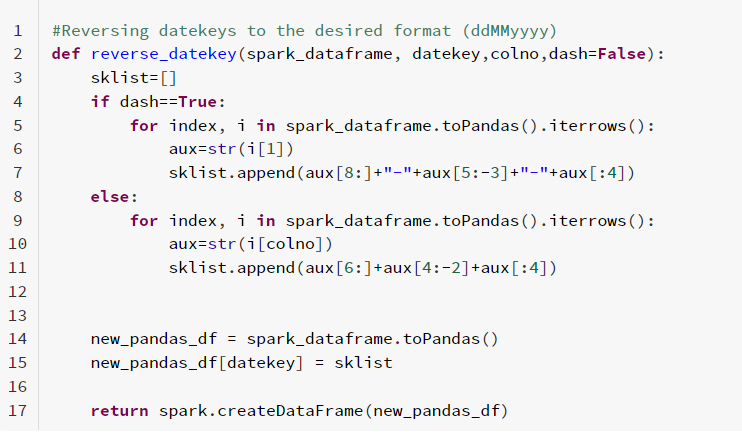 1 #Reversing datekeys to the desired format (ddMMyyyy)
2 def reverse_datekey(spark_dataframe, datekey,colno,dash=False):
3     sklist=[]
4     if dash==True:
5         for index, i in spark_dataframe.toPandas().iterrows():
6             aux=str(i[1])
7             sklist.append(aux[8:]+"-"+aux[5:-3]+"-"+aux[:4])
8     else:
9         for index, i in spark_dataframe.toPandas().iterrows():
10             aux=str(i[colno])
11             sklist.append(aux[6:]+aux[4:-2]+aux[:4])
12
13
14     new_pandas_df = spark_dataframe.toPandas()
15     new_pandas_df[datekey] = sklist
16
17     return spark.createDataFrame(new_pandas_df)